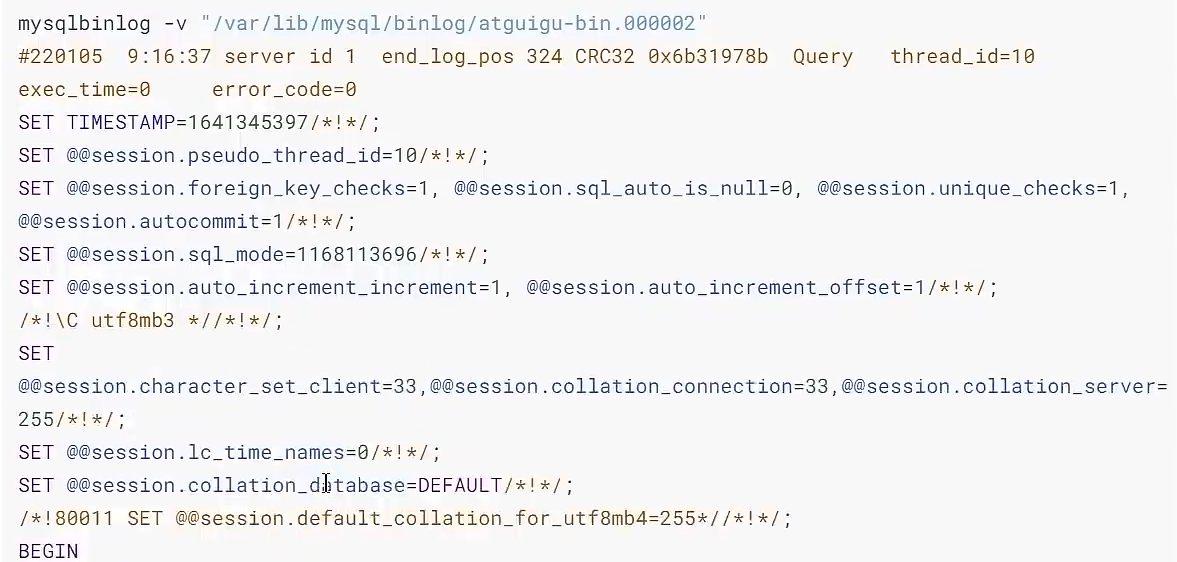 mysqlbinlog -v "/var/lib/mysql/binlog/atguigu-bin.000002"
#220105  9:16:37 server id 1  end_log_pos 324 CRC32 0x6b31978b  Query   thread_id=10
exec_time=0     error_code=0
SET TIMESTAMP=1641345397/*!*/;
SET @@session.pseudo_thread_id=10/*!*/;
SET @@session.foreign_key_checks=1, @@session.sql_auto_is_null=0, @@session.unique_checks=1,
@@session.autocommit=1/*!*/;
SET @@session.sql_mode=1168113696/*!*/;
SET @@session.auto_increment_increment=1, @@session.auto_increment_offset=1/*!*/;
/*!\C utf8mb3 *//*!*/;
SET
@@session.character_set_client=33,@@session.collation_connection=33,@@session.collation_server=
255/*!*/;
SET @@session.lc_time_names=0/*!*/;
SET @@session.collation_database=DEFAULT/*!*/;
/*!80011 SET @@session.default_collation_for_utf8mb4=255*//*!*/;
BEGIN